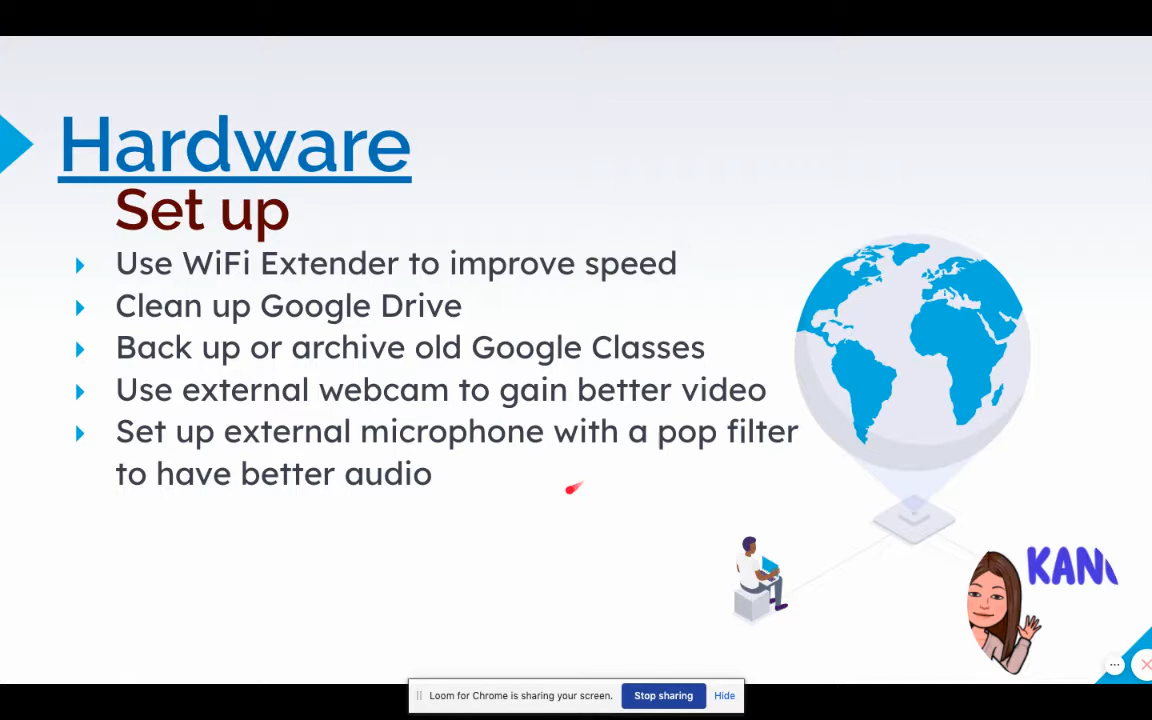 Hardware
Set up
Use WiFi Extender to improve speed
Clean up Google Drive
Back up or archive old Google Classes
Use external webcam to gain better video
Set up external microphone with a pop filter
to have better audio
Loom for Chrome is sharing your screen.
Stop sharing
Hide